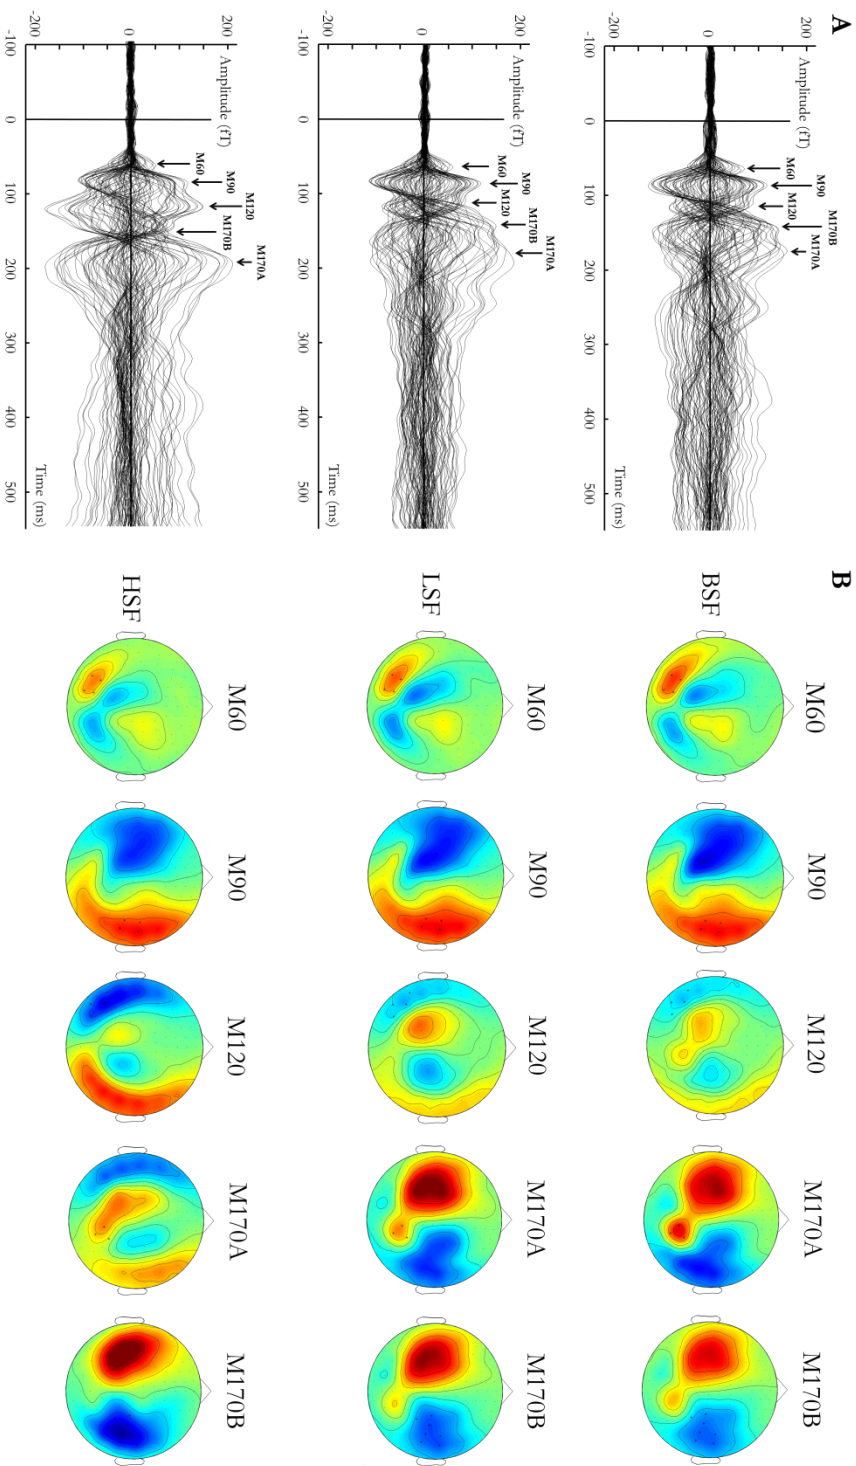 A
Amplitude (fT)
200
0
-200
M60
M90
M120
M170B
M170A
-100 0 100 200 300 400 500
Time (ms)
Amplitude (fT)
200
0
-200
M60
M90
M120
M170B
M170A
-100 0 100 200 300 400 500
Time (ms)
Amplitude (fT)
200
0
-200
M60
M90
M120
M170B
M170A
-100 0 100 200 300 400 500
Time (ms)
B
M60 M90 M120 M170A M170B
BSF
M60 M90 M120 M170A M170B
LSF
M60 M90 M120 M170A M170B
HSF